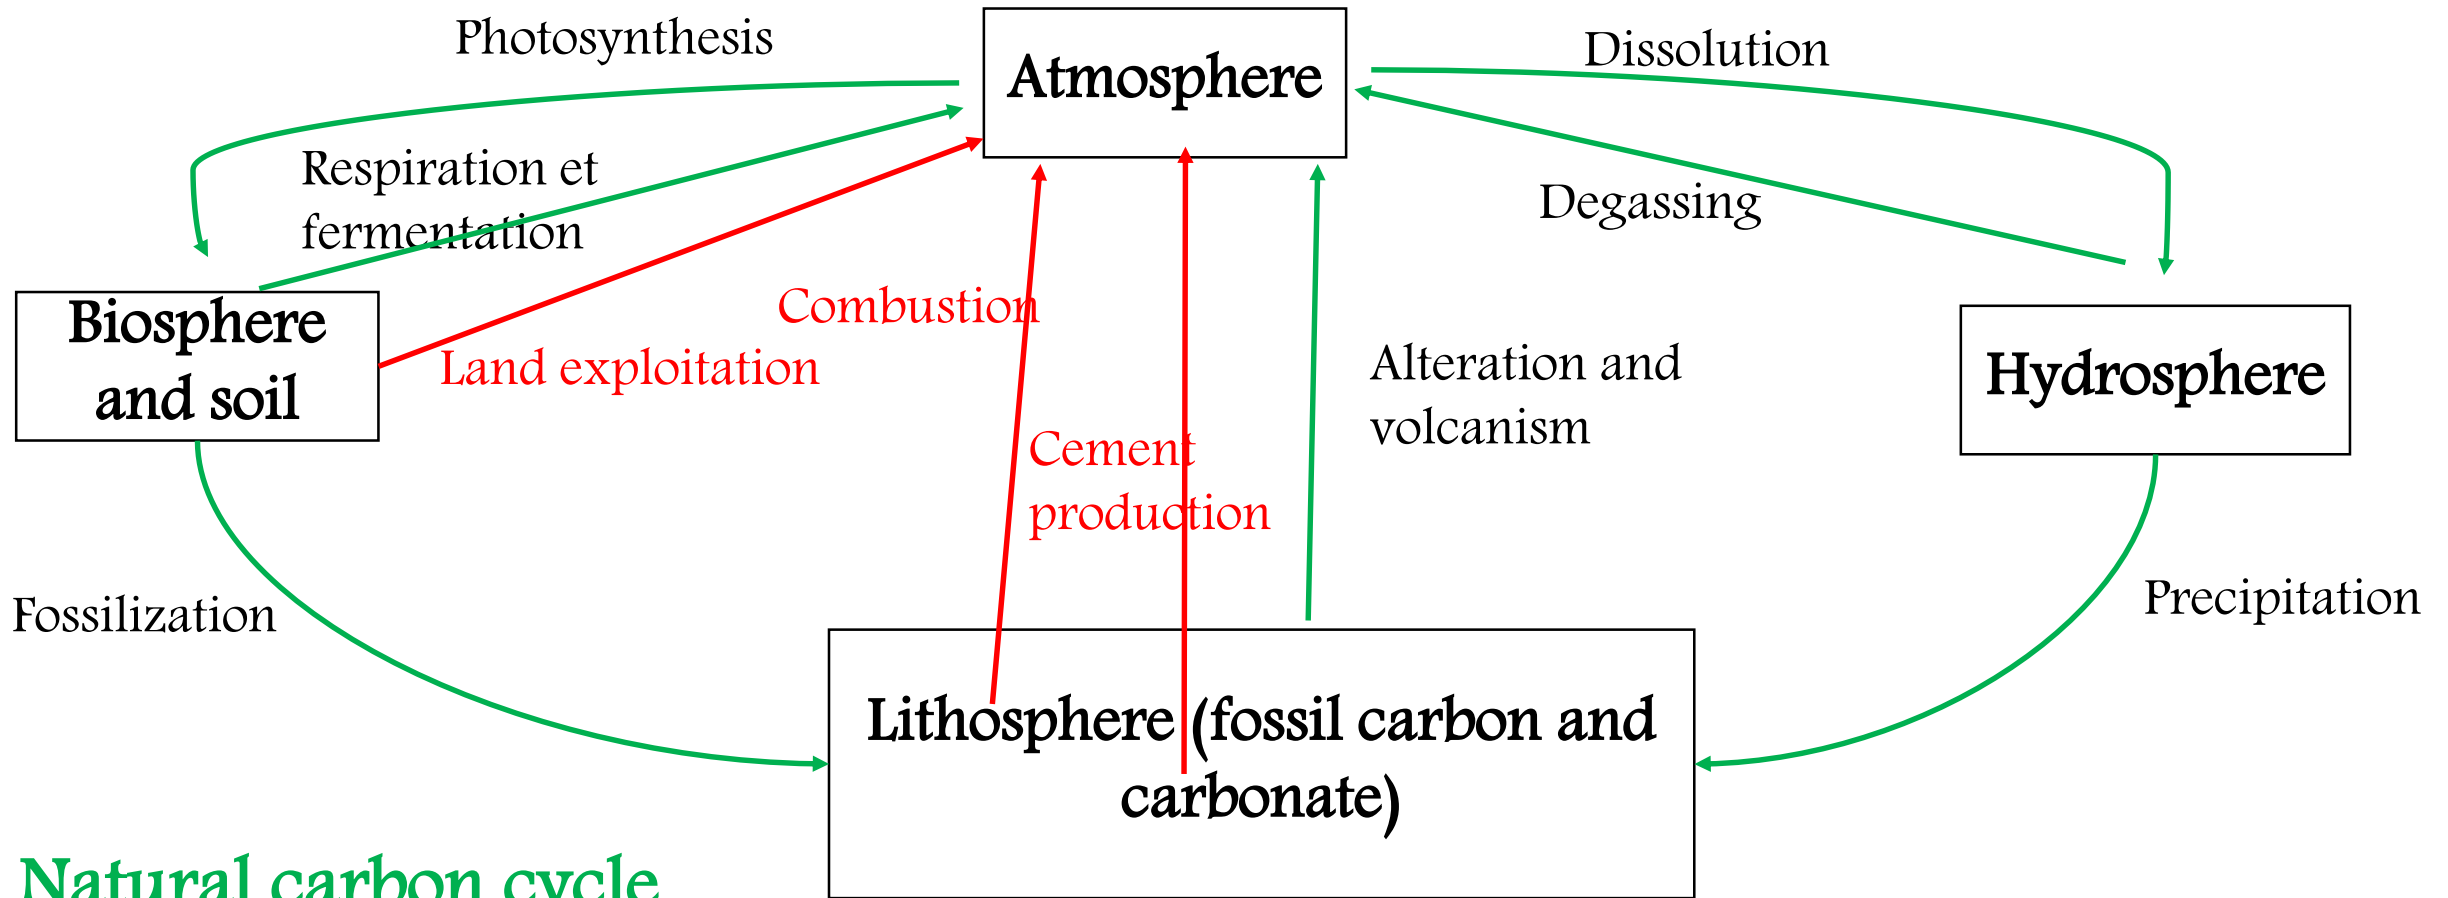 Photosynthesis
Atmosphere
Dissolution
Respiration et
fermentation
Degassing
Combustion
Biosphere
and soil
Land exploitation
Alteration and
volcanism
Hydrosphere
Cement
production
Fossilization
Precipitation
Lithosphere (fossil carbon and
carbonate)
Natural carbon cycle